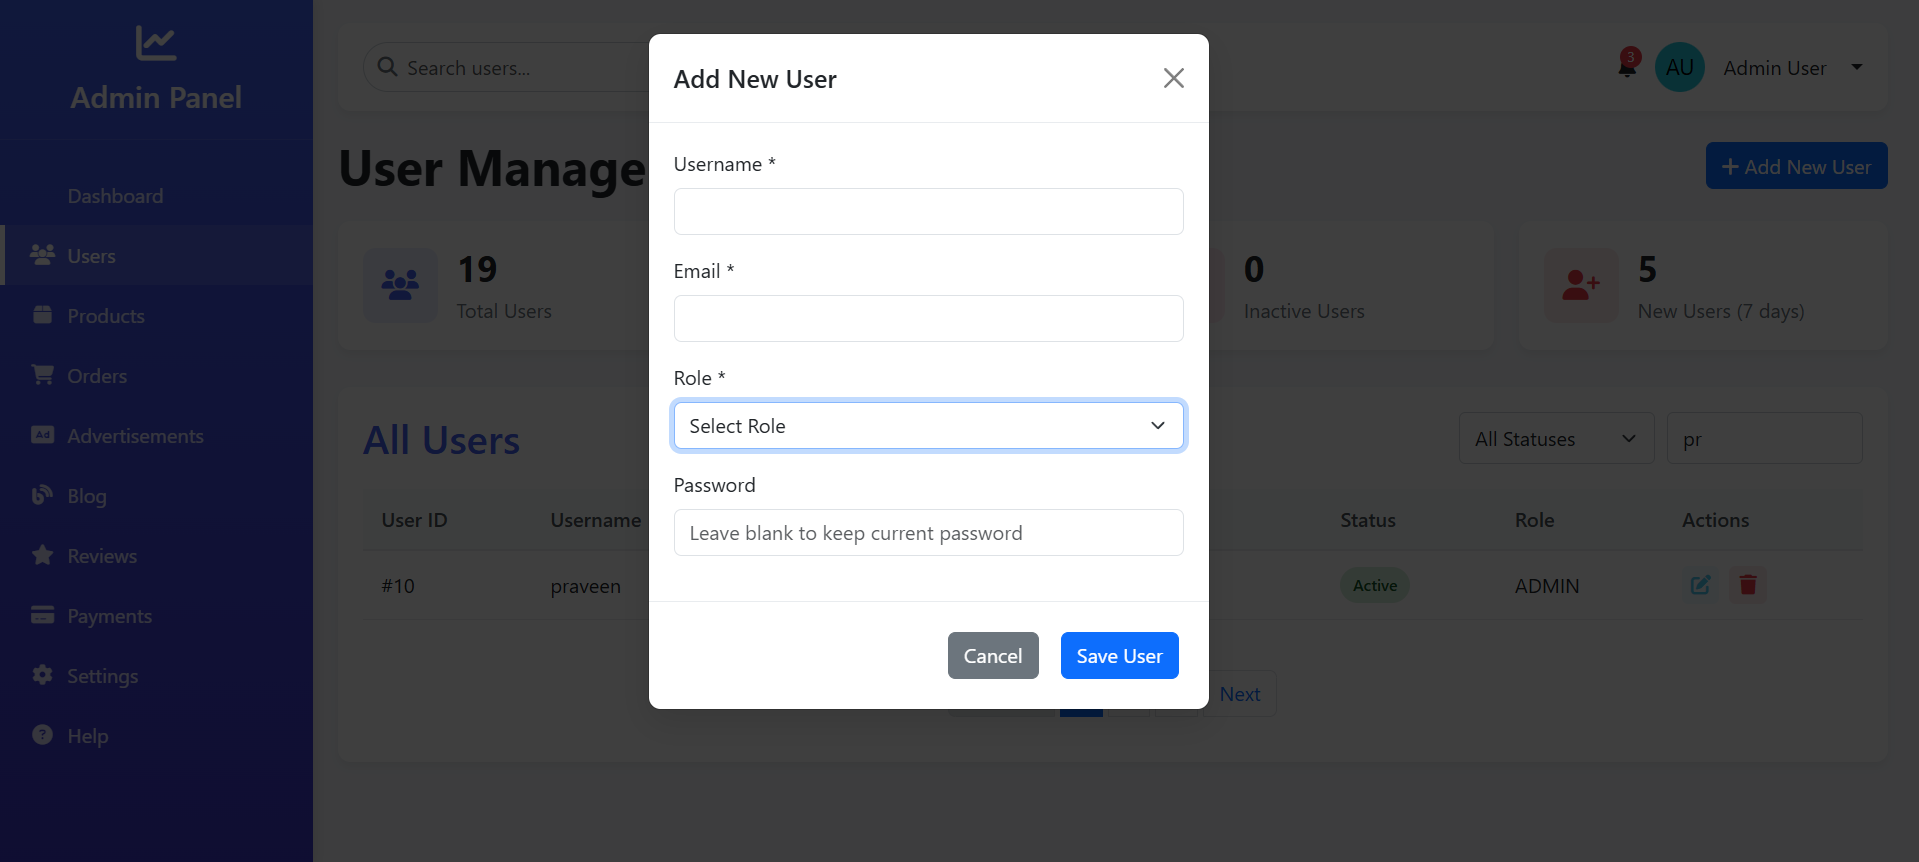 Admin Panel
Dashboard
Users
Products
Orders
Ad Advertisements
Blog
Reviews
Payments
Settings
? Help
Search users...
3
AU
Admin User
User Manage
+ Add New User
19
Total Users
0
Inactive Users
5
New Users (7 days)
All Users
All Statuses
pr
User ID Username Status Role Actions
#10 praveen Active ADMIN
Next
Add New User
Username *
Email *
Role *
Select Role
Password
Leave blank to keep current password
Cancel Save User